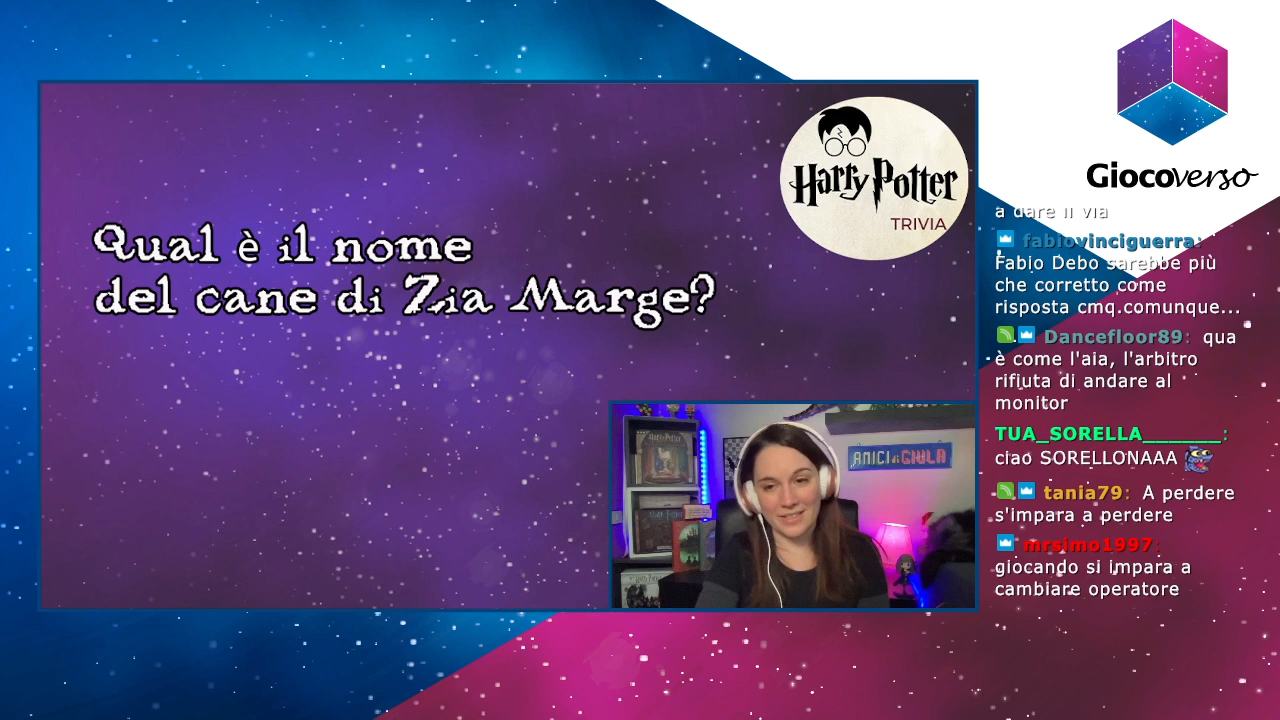 Qual è il nome
del cane di Zia Marge?
Harry Potter
TRIVIA
AMICI di GIULA
Giocoverso
a dare il via
fabiovinciguerra:
Fabio Debo sarebbe più
che corretto come
risposta cmq.comunque...
Dancefloor89: qua
è come l'aia, l'arbitro
rifiuta di andare al
monitor
TUA_SORELLA_______:
ciao SORELLONAAA
tania79: A perdere
s'impara a perdere
mrsimo1997:
giocando si impara a
cambiare operatore